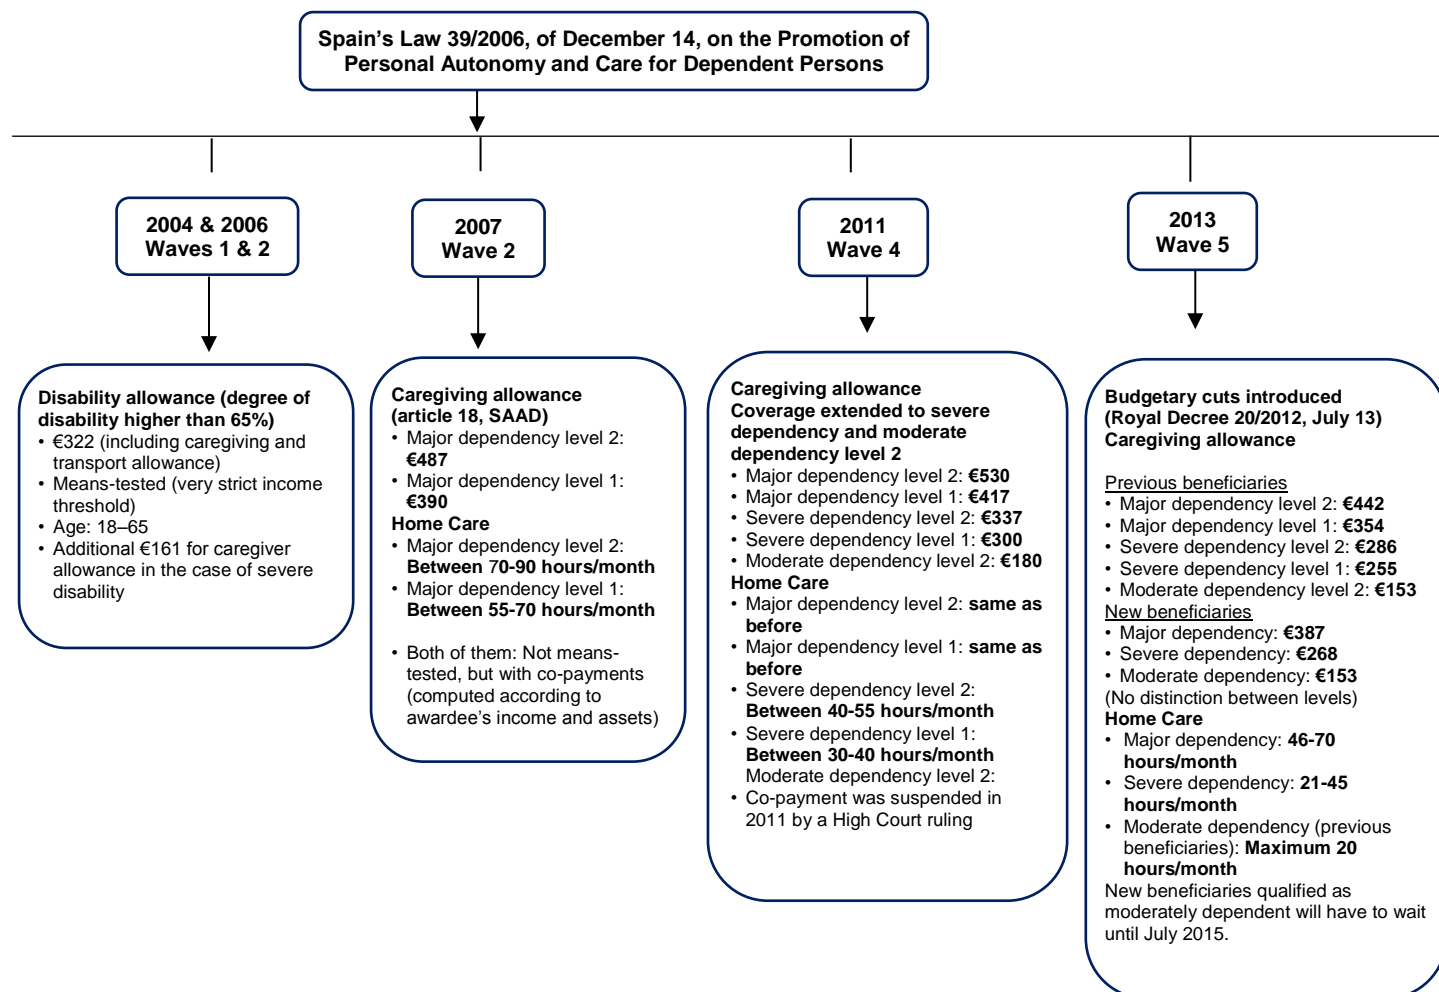 Spain’s Law 39/2006, of December 14, on the Promotion of
Personal Autonomy and Care for Dependent Persons
2004 & 2006
Waves 1 & 2
2007
Wave 2
2011
Wave 4
2013
Wave 5
Disability allowance (degree of
disability higher than 65%)
• €322 (including caregiving and
transport allowance)
• Means-tested (very strict income
threshold)
• Age: 18–65
• Additional €161 for caregiver
allowance in the case of severe
disability
Caregiving allowance
(article 18, SAAD)
• Major dependency level 2:
€487
• Major dependency level 1:
€390
Home Care
• Major dependency level 2:
Between 70-90 hours/month
• Major dependency level 1:
Between 55-70 hours/month
• Both of them: Not means-
tested, but with co-payments
(computed according to
awardee’s income and assets)
Caregiving allowance
Coverage extended to severe
dependency and moderate
dependency level 2
• Major dependency level 2: €530
• Major dependency level 1: €417
• Severe dependency level 2: €337
• Severe dependency level 1: €300
• Moderate dependency level 2: €180
Home Care
• Major dependency level 2: same as
before
• Major dependency level 1: same as
before
• Severe dependency level 2:
Between 40-55 hours/month
• Severe dependency level 1:
Between 30-40 hours/month
Moderate dependency level 2:
• Co-payment was suspended in
2011 by a High Court ruling
Budgetary cuts introduced
(Royal Decree 20/2012, July 13)
Caregiving allowance
Previous beneficiaries
• Major dependency level 2: €442
• Major dependency level 1: €354
• Severe dependency level 2: €286
• Severe dependency level 1: €255
• Moderate dependency level 2: €153
New beneficiaries
• Major dependency: €387
• Severe dependency: €268
• Moderate dependency: €153
(No distinction between levels)
Home Care
• Major dependency: 46-70
hours/month
• Severe dependency: 21-45
hours/month
• Moderate dependency (previous
beneficiaries): Maximum 20
hours/month
New beneficiaries qualified as
moderately dependent will have to wait
until July 2015.